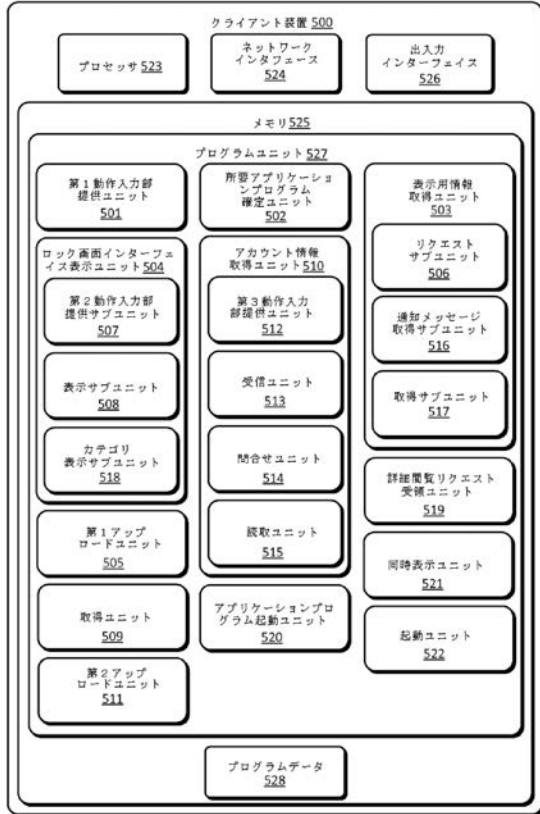 クライアント装置 500
プロセッサ 523
ネットワーク
インタフェース
524
出入力
インターフェイス
526
メモリ 525
プログラムユニット 527
第1動作入力部
提供ユニット
501
所要アプリケーショ
ンプログラム
確定ユニット
502
表示用情報
取得ユニット
503
リクエスト
サブユニット
506
通知メッセージ
取得サブユニット
516
取得サブユニット
517
ロック画面インターフェ
イス表示ユニット 504
第2動作入力部
提供サブユニット
507
表示サブユニット
508
カテゴリ
表示サブユニット
518
アカウント情報
取得ユニット 510
第3動作入力
部提供ユニット
512
受信ユニット
513
問合せユニット
514
読取ユニット
515
詳細閲覧リクエスト
受領ユニット
519
第1アップ
ロードユニット
505
同時表示ユニット
521
取得ユニット
509
アプリケーションプロ
グラム起動ユニット
520
起動ユニット
522
第2アップ
ロードユニット
511
プログラムデータ
528